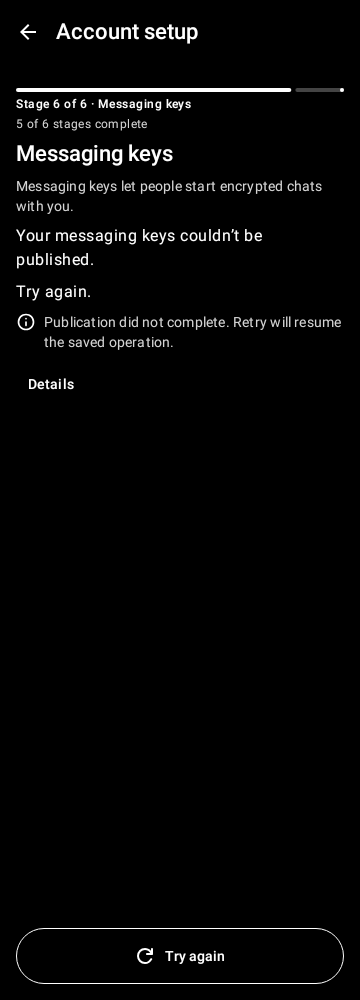 Account setup
Stage 6 of 6 · Messaging keys
5 of 6 stages complete
Messaging keys
Messaging keys let people start encrypted chats
with you.
Your messaging keys couldn’t be
published.
Try again.
Publication did not complete. Retry will resume
the saved operation.
Details
Try again